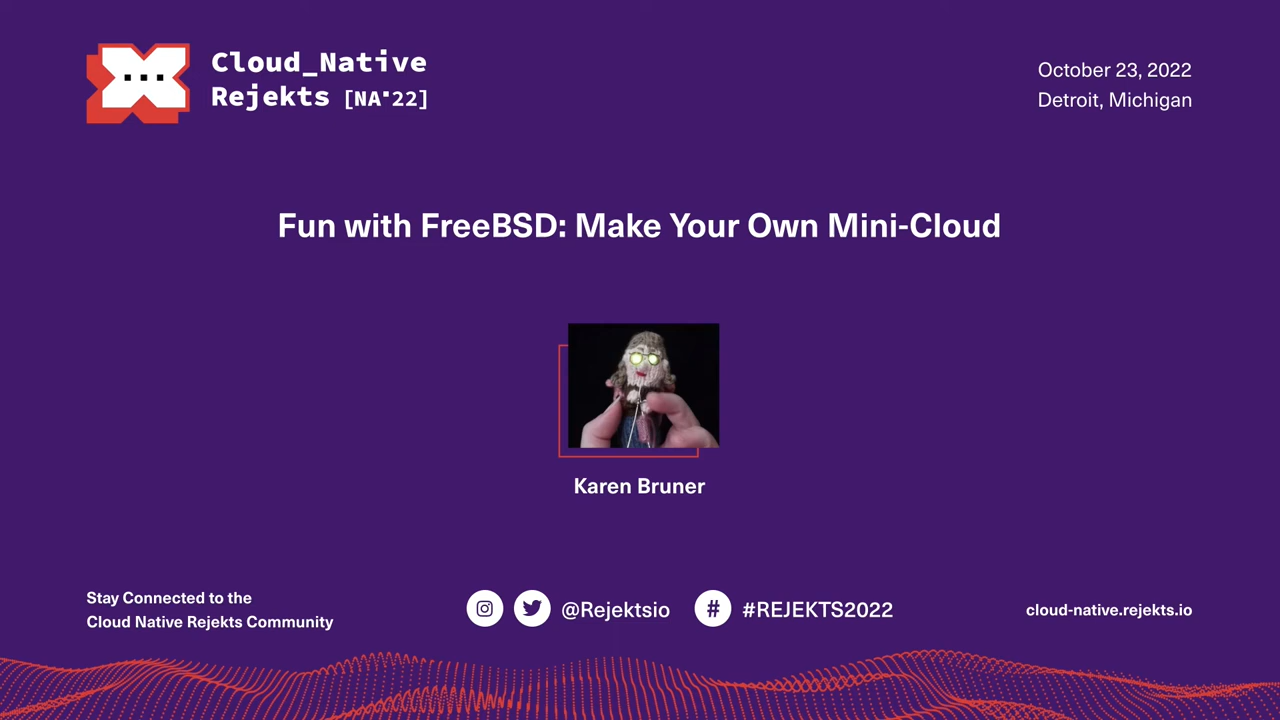 Cloud_Native
Rejekts [NA'22]
October 23, 2022
Detroit, Michigan
Fun with FreeBSD: Make Your Own Mini-Cloud
Karen Bruner
Stay Connected to the
Cloud Native Rejekts Community
@Rejektsio
# #REJEKTS2022
cloud-native.rejekts.io